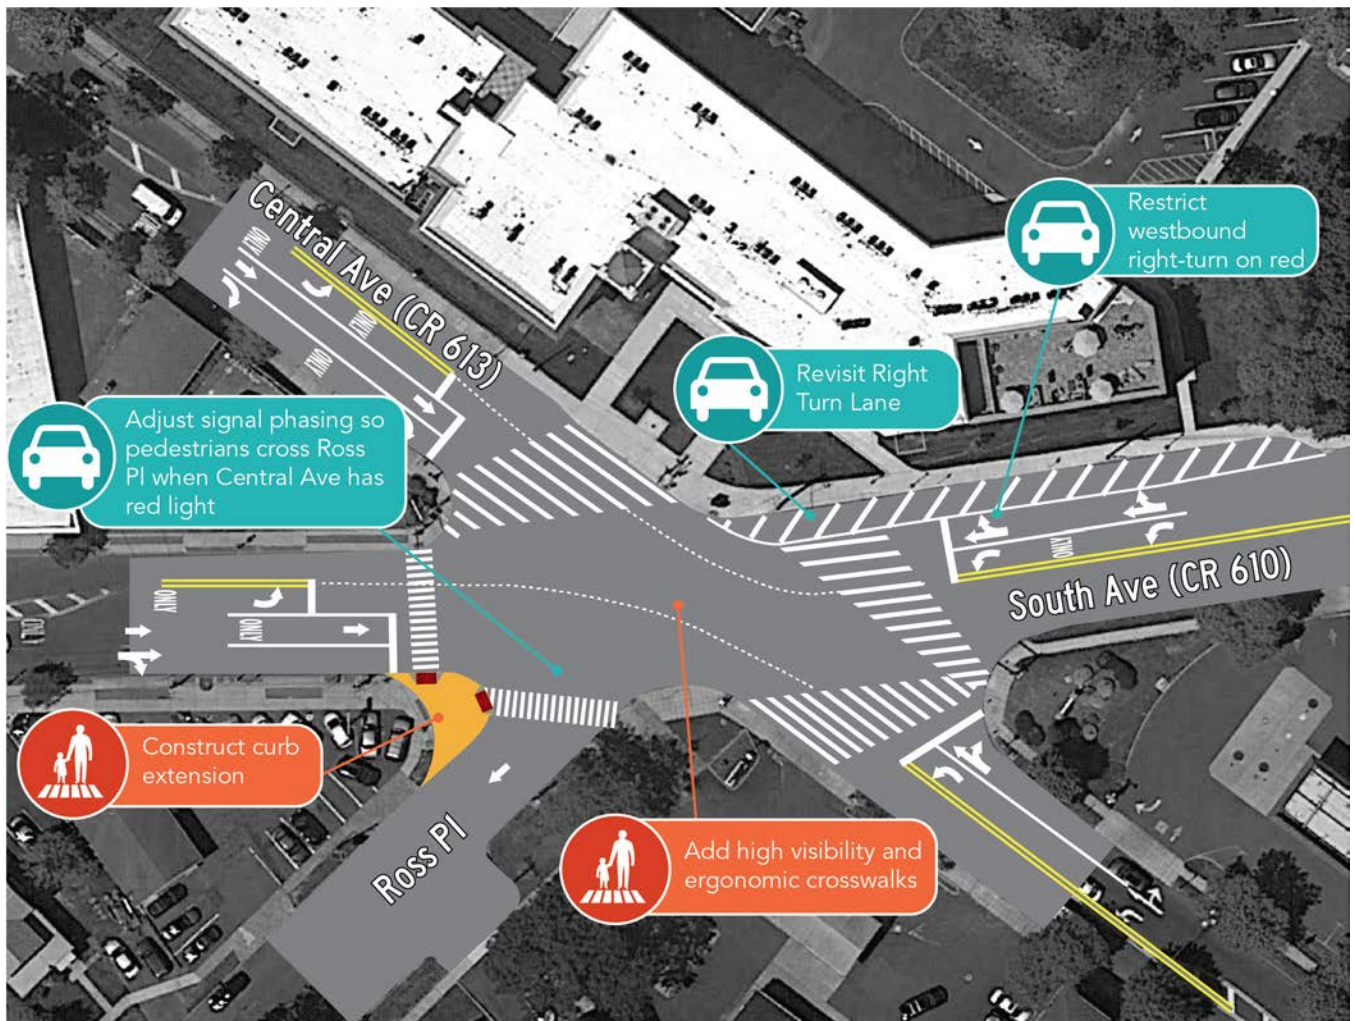 Central Ave (CR 613)
ONLY
ONLY
ONLY
Restrict
westbound
right-turn on red
Revisit Right
Turn Lane
Adjust signal phasing so
pedestrians cross Ross
Pl when Central Ave has
red light
ONLY
South Ave (CR 610)
ONLY
ONLY
Construct curb
extension
Ross Pl
Add high visibility and
ergonomic crosswalks